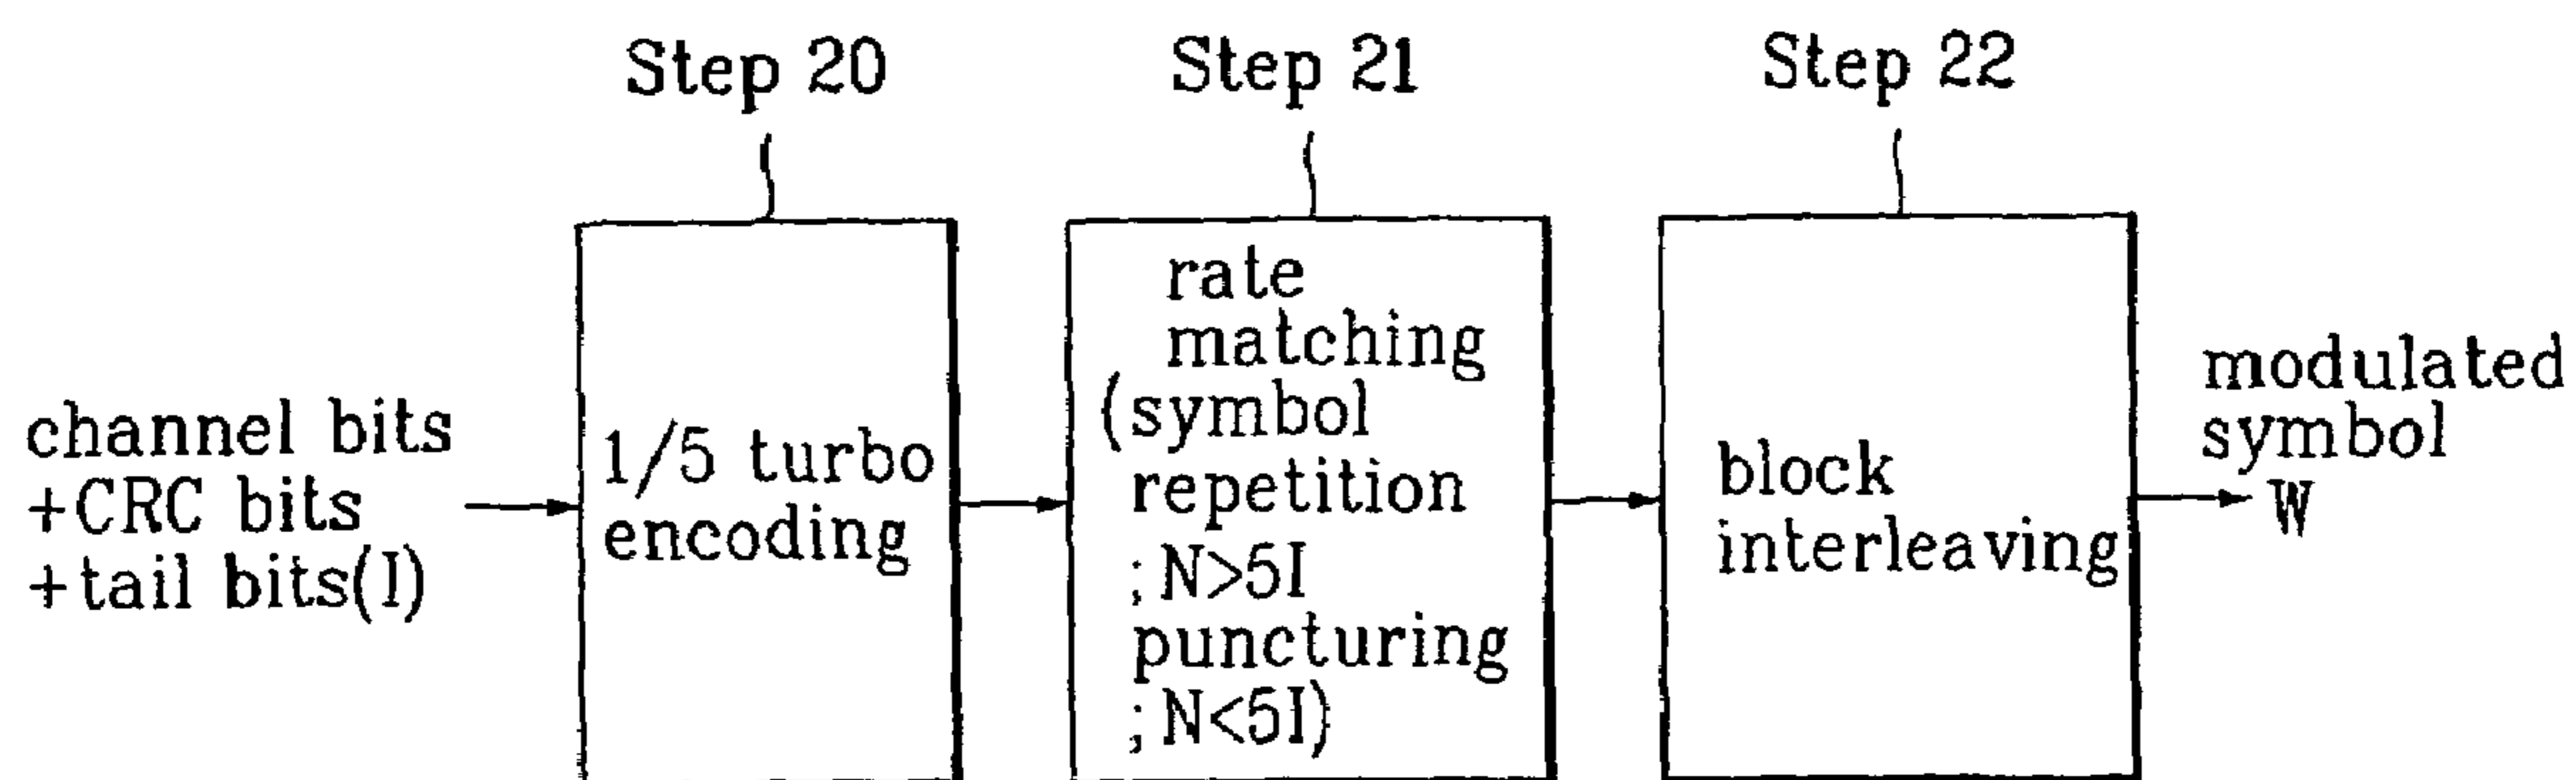 Step 20
Step 21
Step 22
channel bits
+CRC bits
+tail bits(I)
1/5 turbo
encoding
rate
matching
(symbol
repetition
;N>5I
puncturing
;N<5I)
block
interleaving
modulated
symbol
W